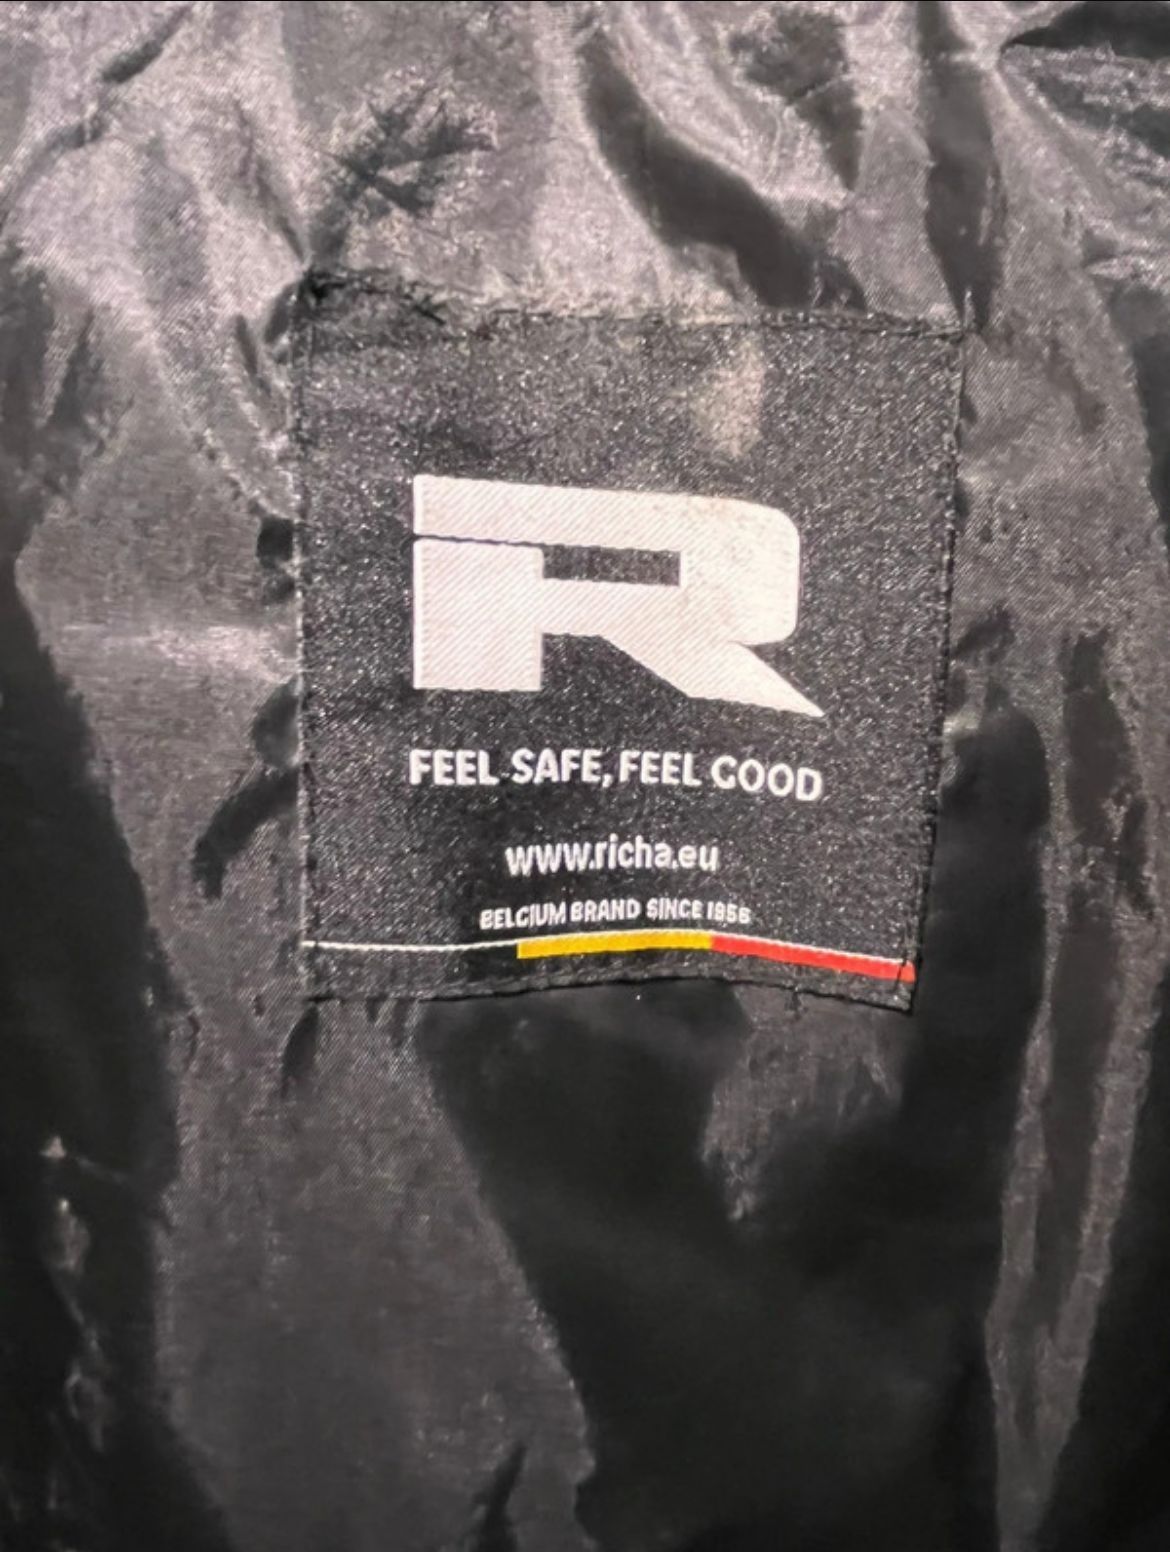 R
FEEL SAFE, FEEL GOOD
www.richa.eu
BELGIUM BRAND SINCE 1956